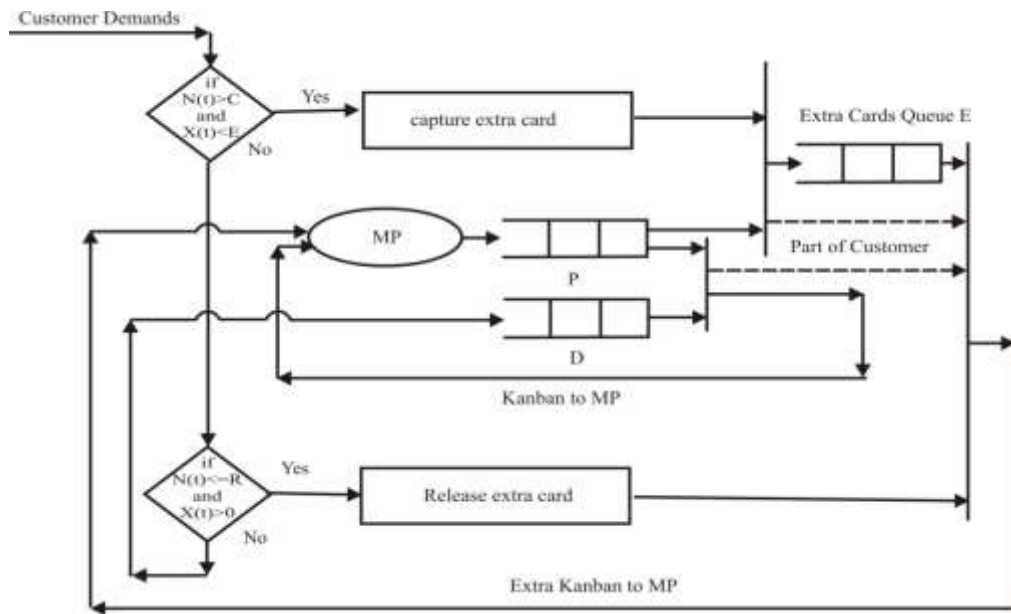 Customer Demands
if
N(t)>C
and
X(t)<E
Yes
No
capture extra card
Extra Cards Queue E
MP
P
Part of Customer
D
Kanban to MP
if
N(t)<=R
and
X(t)>0
Yes
No
Release extra card
Extra Kanban to MP